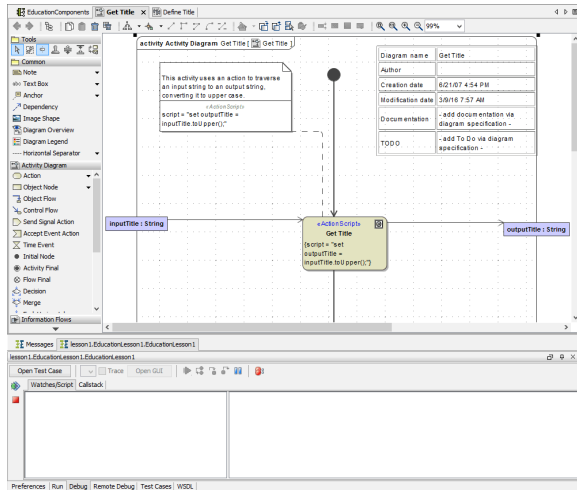 EducationComponents
Get Title
Define Title
99%
Tools
Common
Note
Text Box
Anchor
Dependency
Image Shape
Diagram Overview
Diagram Legend
Horizontal Separator
Activity Diagram
Action
Object Node
Object Flow
Control Flow
Send Signal Action
Accept Event Action
Time Event
Initial Node
Activity Final
Flow Final
Decision
Merge
Information Flows
activity Activity Diagram Get Title [ Get Title ]
This activity uses an action to traverse
an input string to an output string,
converting it to upper case.
«ActionScript»
script = "set outputTitle =
inputTitle.toUpper();"
Diagram name Get Title
Author
Creation date 6/21/07 4:54 PM
Modification date 3/9/16 7:57 AM
Documentation - add documentation via
diagram specification -
TODO - add To Do via diagram
specification -
inputTitle : String
«ActionScript»
Get Title
{script = "set
outputTitle =
inputTitle.toUpper();"}
outputTitle : String
Messages
lesson1.EducationLesson1.EducationLesson1
lesson1.EducationLesson1.EducationLesson1
Open Test Case
Trace
Open GUI
Watches/Script
Callstack
Preferences Run Debug Remote Debug Test Cases WSDL